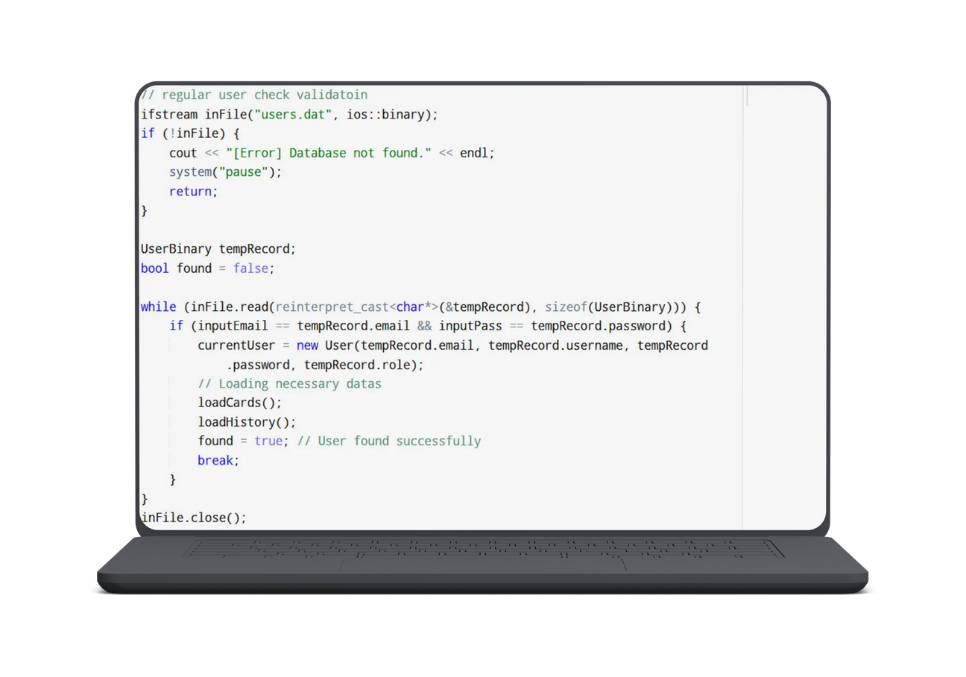 // regular user check validatoin
ifstream inFile("users.dat", ios::binary);
if (!inFile) {
    cout << "[Error] Database not found." << endl;
    system("pause");
    return;
}

UserBinary tempRecord;
bool found = false;

while (inFile.read(reinterpret_cast<char*>(&tempRecord), sizeof(UserBinary))) {
    if (inputEmail == tempRecord.email && inputPass == tempRecord.password) {
        currentUser = new User(tempRecord.email, tempRecord.username, tempRecord
            .password, tempRecord.role);
        // Loading necessary datas
        loadCards();
        loadHistory();
        found = true; // User found successfully
        break;
    }
}
inFile.close();